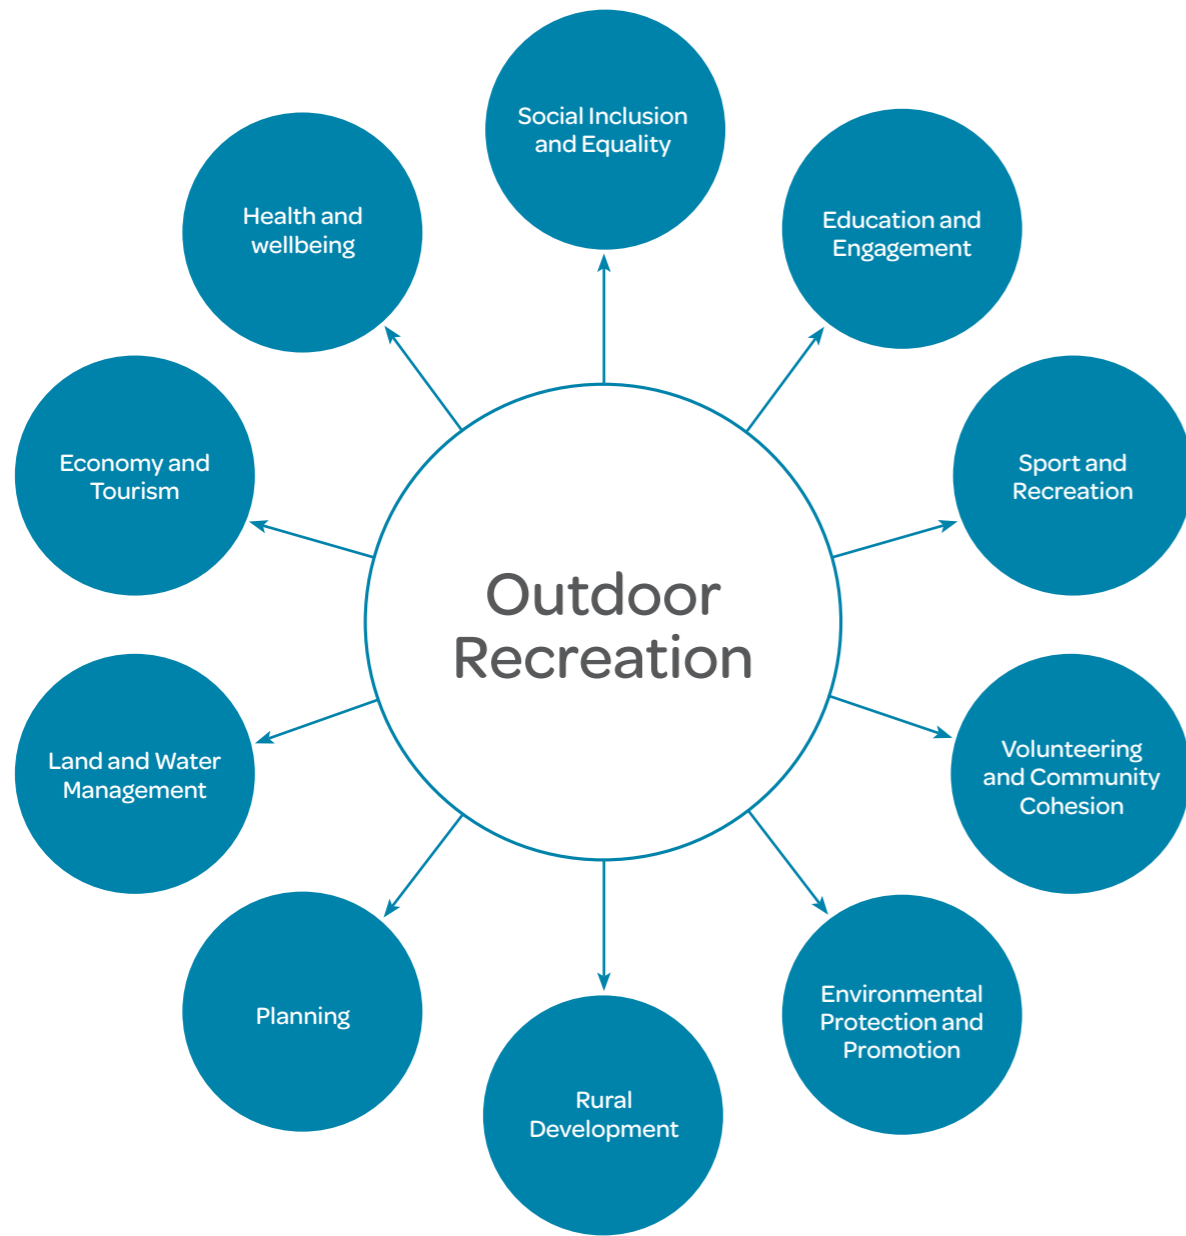 Social Inclusion
and Equality
Education and
Engagement
Sport and
Recreation
Volunteering
and Community
Cohesion
Environmental
Protection and
Promotion
Rural
Development
Planning
Land and Water
Management
Economy and
Tourism
Health and
wellbeing
Outdoor
Recreation